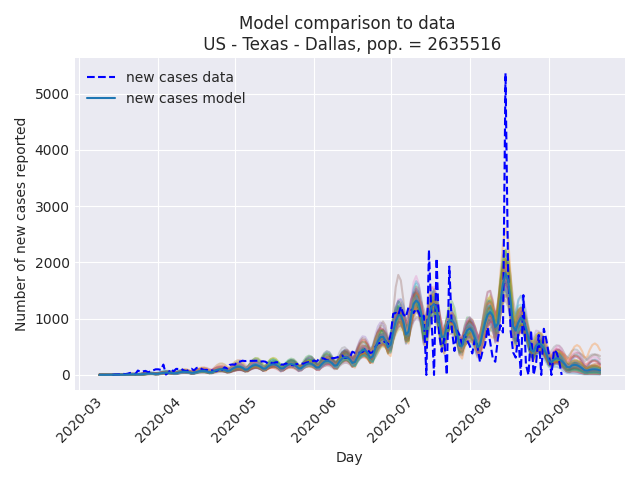 Model comparison to data
US - Texas - Dallas, pop. = 2635516
new cases data
new cases model
Number of new cases reported
5000
4000
3000
2000
1000
0
2020-03
2020-04
2020-05
2020-06
2020-07
2020-08
2020-09
Day